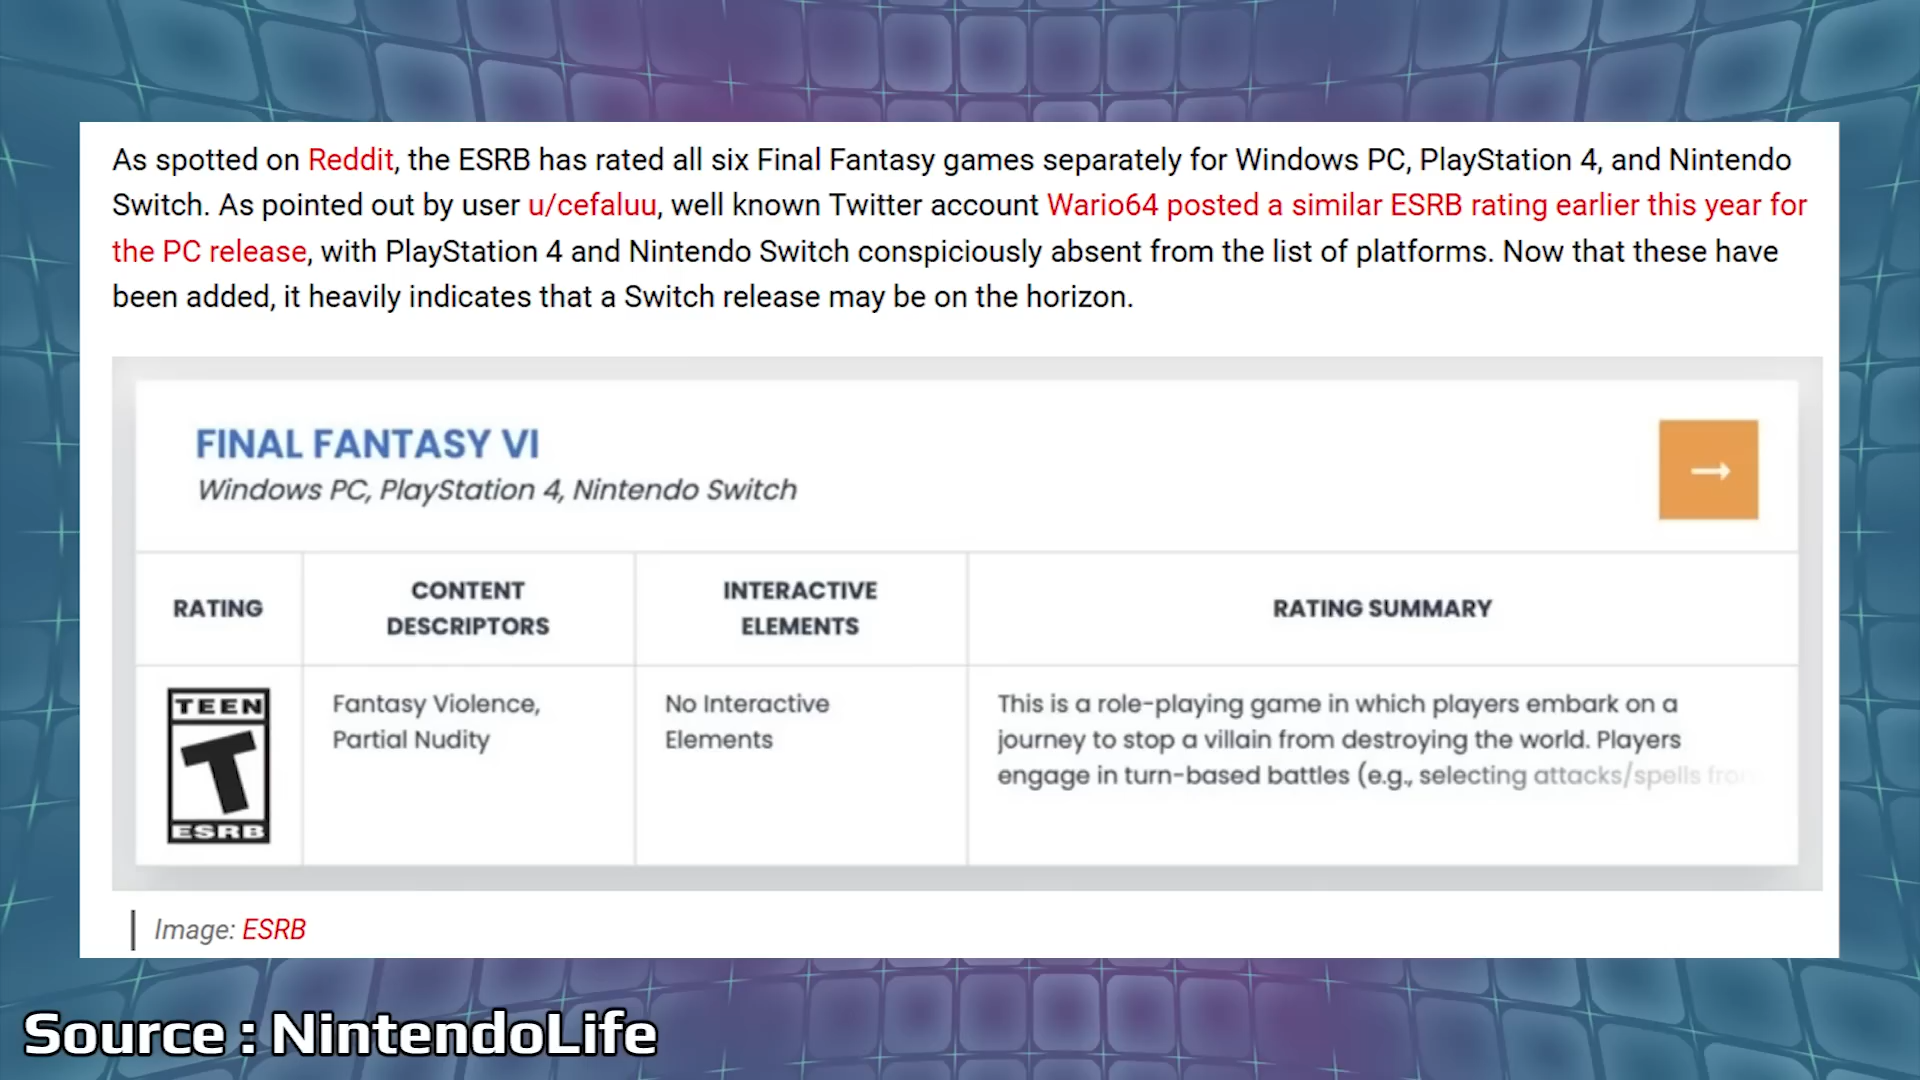 As spotted on Reddit, the ESRB has rated all six Final Fantasy games separately for Windows PC, PlayStation 4, and Nintendo
Switch. As pointed out by user u/cefaluu, well known Twitter account Wario64 posted a similar ESRB rating earlier this year for
the PC release, with PlayStation 4 and Nintendo Switch conspiciously absent from the list of platforms. Now that these have
been added, it heavily indicates that a Switch release may be on the horizon.
FINAL FANTASY VI
Windows PC, PlayStation 4, Nintendo Switch
RATING
CONTENT
DESCRIPTORS
INTERACTIVE
ELEMENTS
RATING SUMMARY
TEEN
T
ESRB
Fantasy Violence,
Partial Nudity
No Interactive
Elements
This is a role-playing game in which players embark on a
journey to stop a villain from destroying the world. Players
engage in turn-based battles (e.g., selecting attacks/spells from
Image: ESRB
Source : NintendoLife